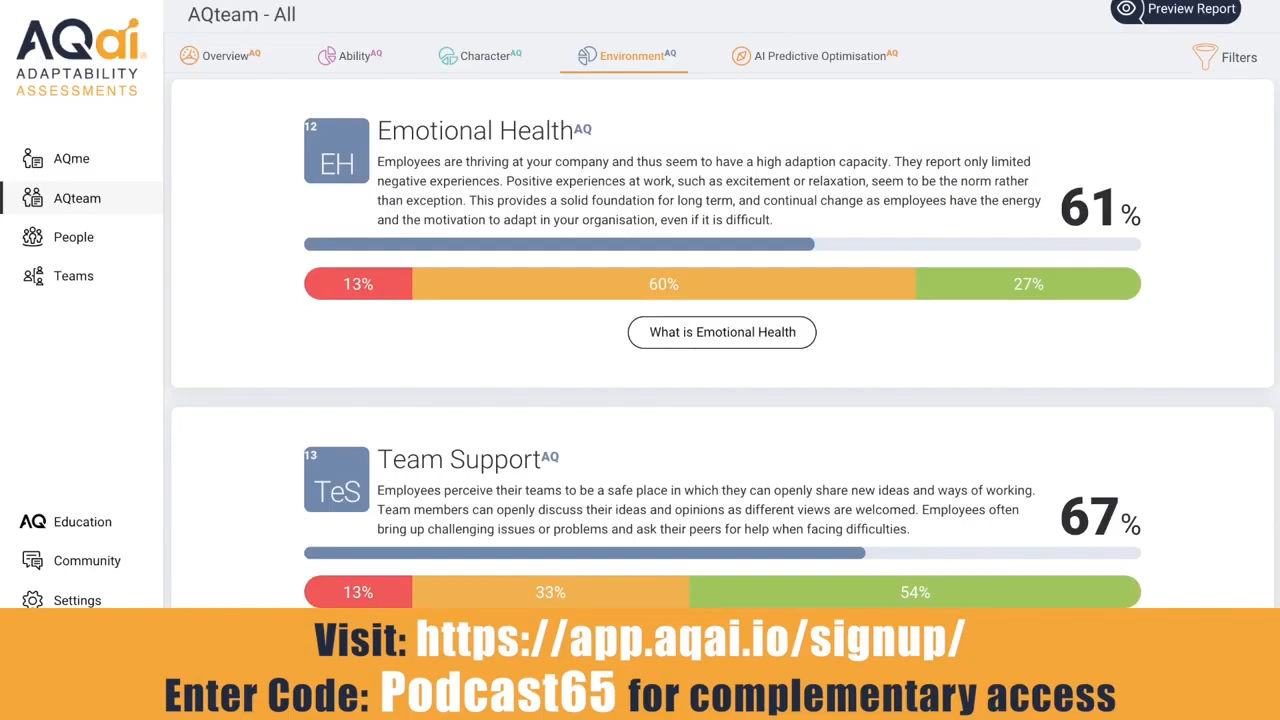 AQai
ADAPTABILITY
ASSESSMENTS
AQme
AQteam
People
Teams
AQ Education
Community
Settings
AQteam - All
Preview Report
OverviewAQ
AbilityAQ
CharacterAQ
EnvironmentAQ
AI Predictive OptimisationAQ
Filters
12
EH
Emotional HealthAQ
Employees are thriving at your company and thus seem to have a high adaption capacity. They report only limited
negative experiences. Positive experiences at work, such as excitement or relaxation, seem to be the norm rather
than exception. This provides a solid foundation for long term, and continual change as employees have the energy
and the motivation to adapt in your organisation, even if it is difficult.
61%
13% 60% 27%
What is Emotional Health
13
TeS
Team SupportAQ
Employees perceive their teams to be a safe place in which they can openly share new ideas and ways of working.
Team members can openly discuss their ideas and opinions as different views are welcomed. Employees often
bring up challenging issues or problems and ask their peers for help when facing difficulties.
67%
13% 33% 54%
Visit: https://app.aqai.io/signup/
Enter Code: Podcast65 for complementary access